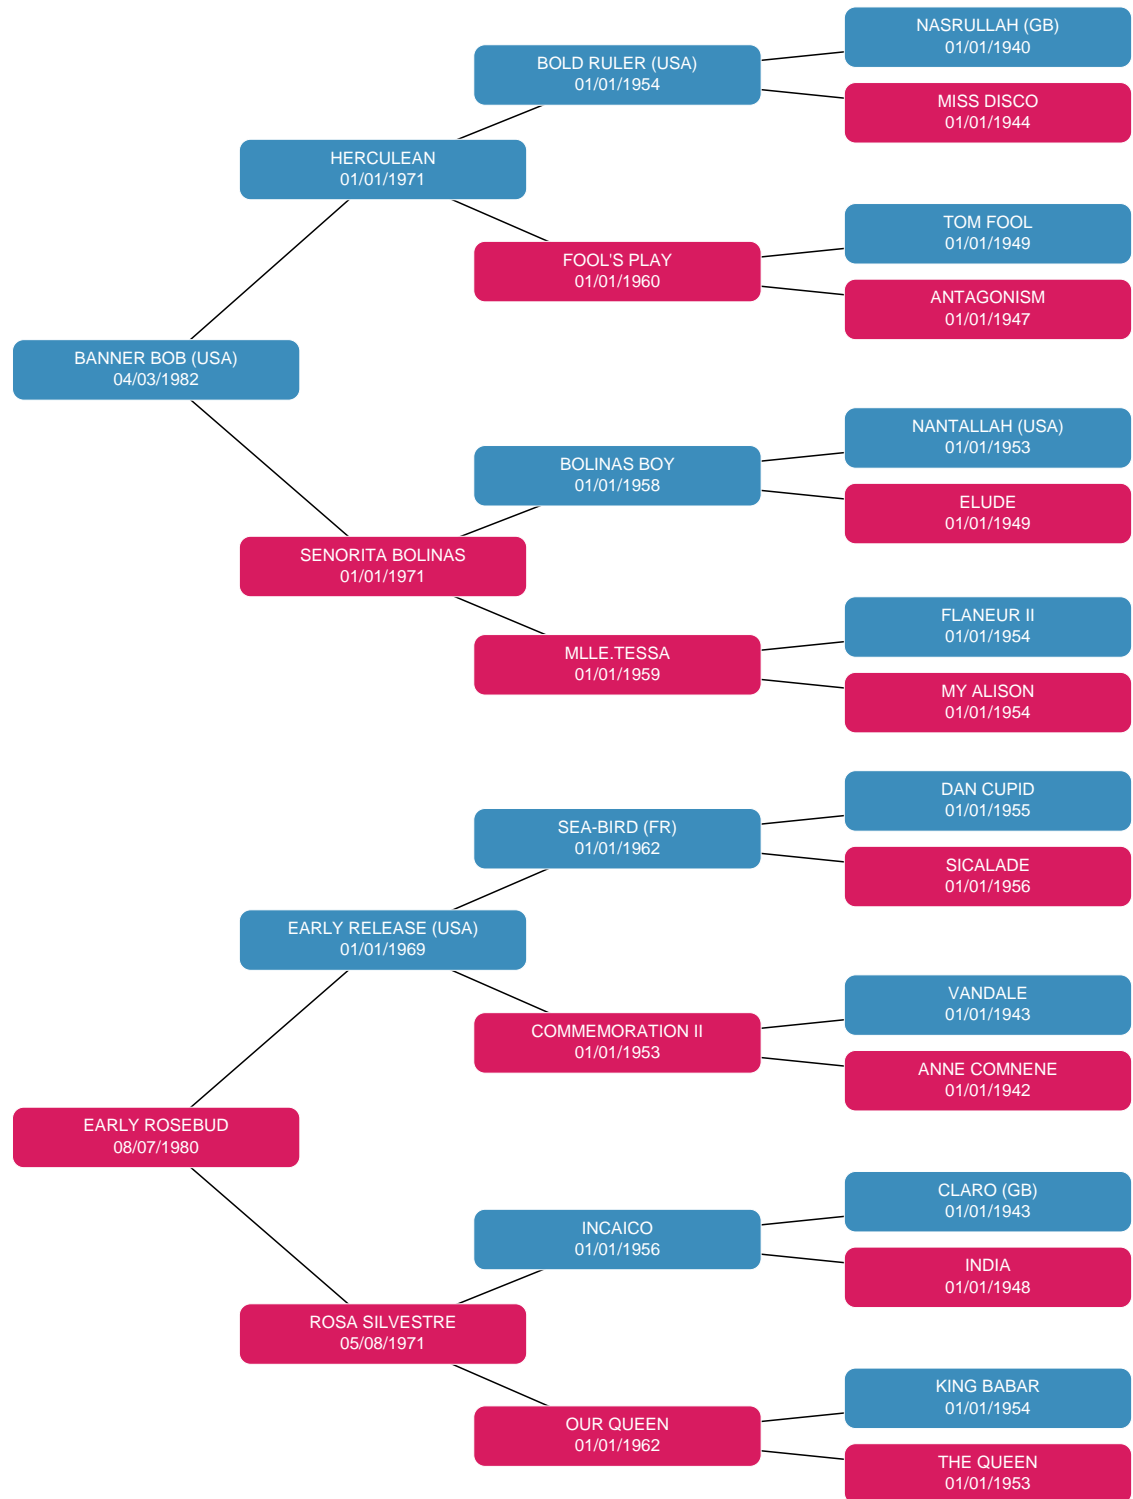 NASRULLAH (GB)
01/01/1940
BOLD RULER (USA)
01/01/1954
MISS DISCO
01/01/1944
HERCULEAN
01/01/1971
TOM FOOL
01/01/1949
FOOL'S PLAY
01/01/1960
ANTAGONISM
01/01/1947
BANNER BOB (USA)
04/03/1982
NANTALLAH (USA)
01/01/1953
BOLINAS BOY
01/01/1958
ELUDE
01/01/1949
SENORITA BOLINAS
01/01/1971
FLANEUR II
01/01/1954
MLLE.TESSA
01/01/1959
MY ALISON
01/01/1954
DAN CUPID
01/01/1955
SEA-BIRD (FR)
01/01/1962
SICALADE
01/01/1956
EARLY RELEASE (USA)
01/01/1969
VANDALE
01/01/1943
COMMEMORATION II
01/01/1953
ANNE COMNENE
01/01/1942
EARLY ROSEBUD
08/07/1980
CLARO (GB)
01/01/1943
INCAICO
01/01/1956
INDIA
01/01/1948
ROSA SILVESTRE
05/08/1971
KING BABAR
01/01/1954
OUR QUEEN
01/01/1962
THE QUEEN
01/01/1953